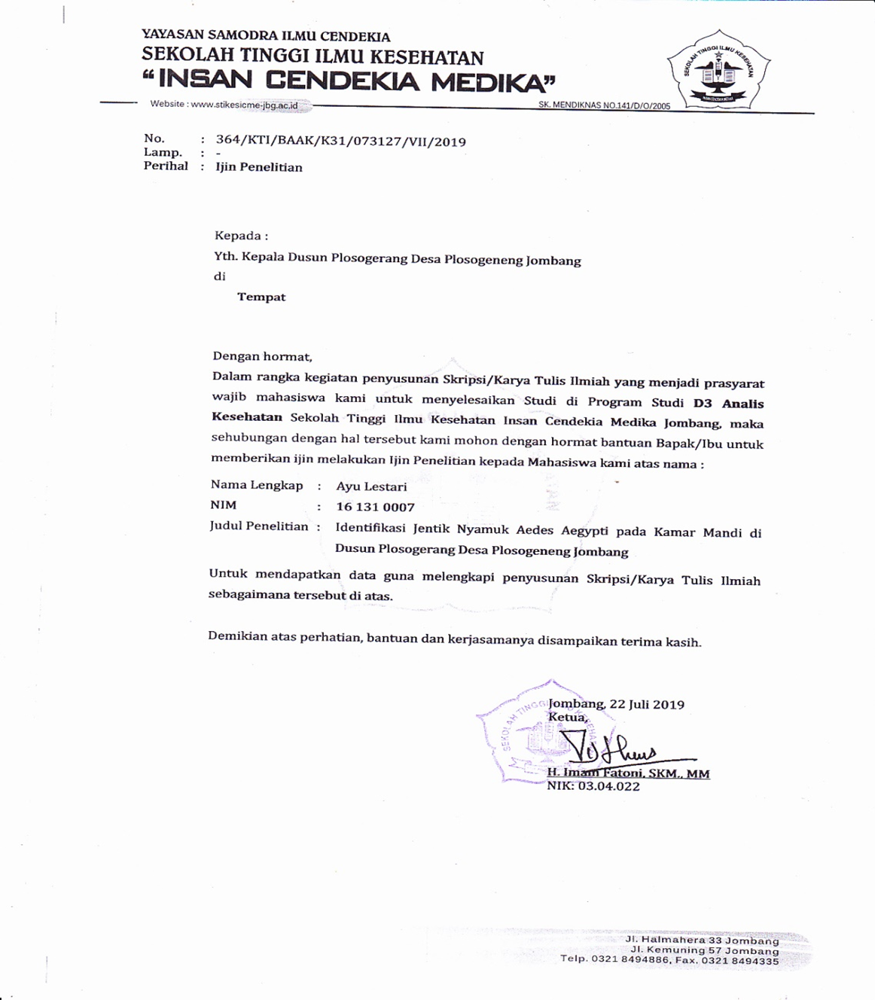 YAYASAN SAMODRA ILMU CENDEKIA
SEKOLAH TINGGI ILMU KESEHATAN
“INSAN CENDEKIA MEDIKA”
Website : www.stikesicme-jbg.ac.id
SK. MENDIKNAS NO.141/D/O/2005
SEKOLAH TINGGI ILMU KESEHATAN
INSAN CENDEKIA MEDIKA
No. : 364/KTI/BAAK/K31/073127/VII/2019
Lamp. : -
Perihal : Ijin Penelitian
Kepada :
Yth. Kepala Dusun Plosogerang Desa Plosogeneng Jombang
di
Tempat
Dengan hormat,
Dalam rangka kegiatan penyusunan Skripsi/Karya Tulis Ilmiah yang menjadi prasyarat
wajib mahasiswa kami untuk menyelesaikan Studi di Program Studi D3 Analis
Kesehatan Sekolah Tinggi Ilmu Kesehatan Insan Cendekia Medika Jombang, maka
sehubungan dengan hal tersebut kami mohon dengan hormat bantuan Bapak/Ibu untuk
memberikan ijin melakukan Ijin Penelitian kepada Mahasiswa kami atas nama :
Nama Lengkap : Ayu Lestari
NIM : 16 131 0007
Judul Penelitian : Identifikasi Jentik Nyamuk Aedes Aegypti pada Kamar Mandi di
Dusun Plosogerang Desa Plosogeneng Jombang
Untuk mendapatkan data guna melengkapi penyusunan Skripsi/Karya Tulis Ilmiah
sebagaimana tersebut di atas.
Demikian atas perhatian, bantuan dan kerjasamanya disampaikan terima kasih.
SEKOLAH TINGGI ILMU KESEHATAN
Jombang, 22 Juli 2019
Ketua,
H. Imam Fatoni, SKM., MM
NIK: 03.04.022
Jl. Halmahera 33 Jombang
Jl. Kemuning 57 Jombang
Telp. 0321 8494886, Fax. 0321 8494335